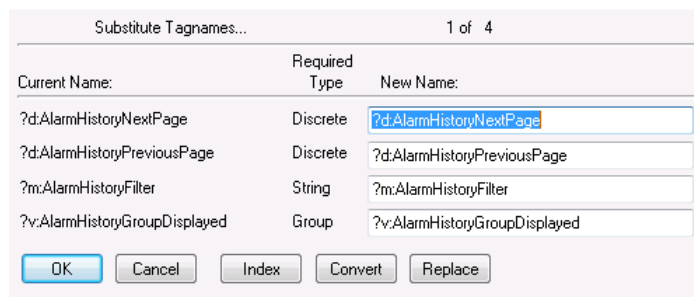 Substitute Tagnames... 1 of 4
Required
Current Name: Type New Name:
?d:AlarmHistoryNextPage Discrete ?d:AlarmHistoryNextPage
?d:AlarmHistoryPreviousPage Discrete ?d:AlarmHistoryPreviousPage
?m:AlarmHistoryFilter String ?m:AlarmHistoryFilter
?v:AlarmHistoryGroupDisplayed Group ?v:AlarmHistoryGroupDisplayed
OK Cancel Index Convert Replace